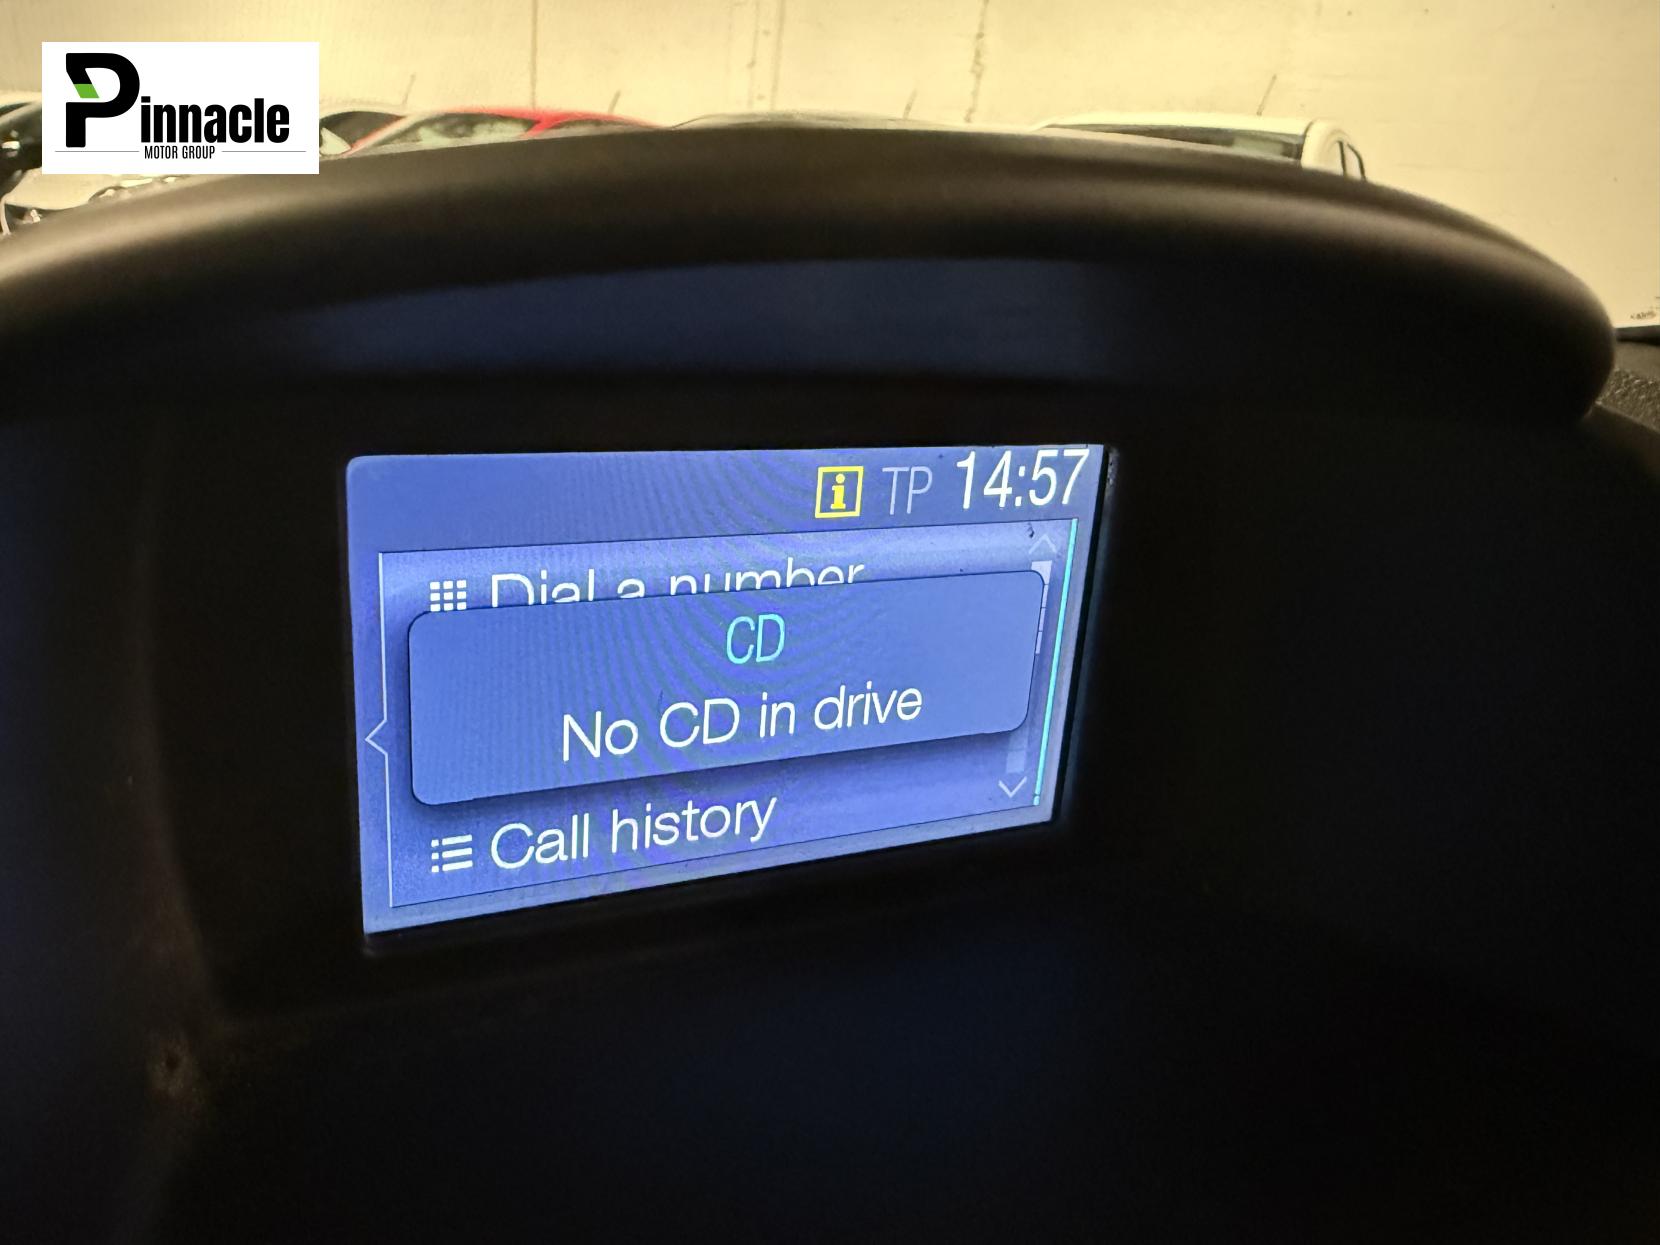 Pinnacle
MOTOR GROUP
i TP 14:57
Dial a number
CD
No CD in drive
Call history